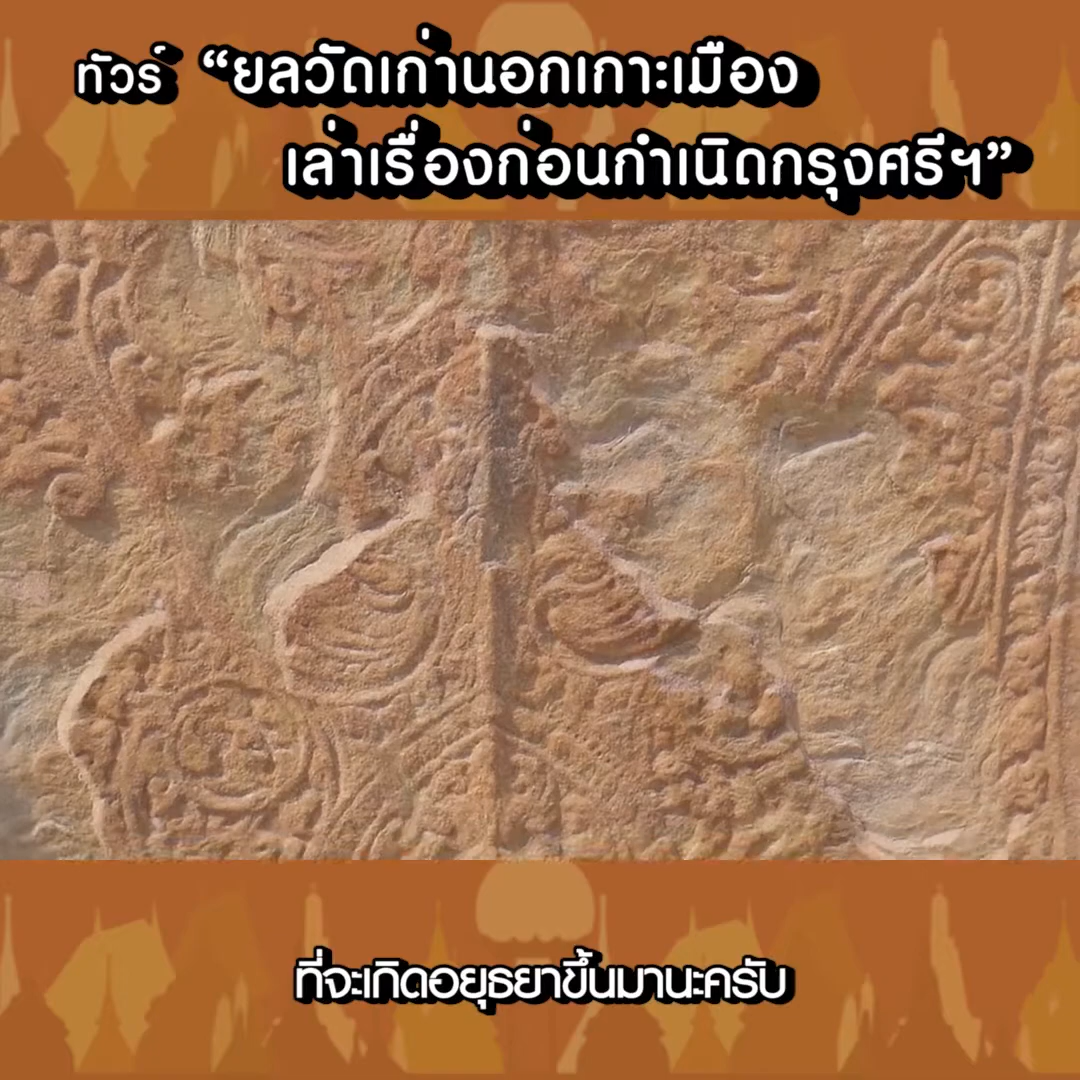 ทัวร์ “ยลวัดเก่านอกเกาะเมือง
เล่าเรื่องก่อนกำเนิดกรุงศรีฯ”
ที่จะเกิดอยุธยาขึ้นมานะครับ